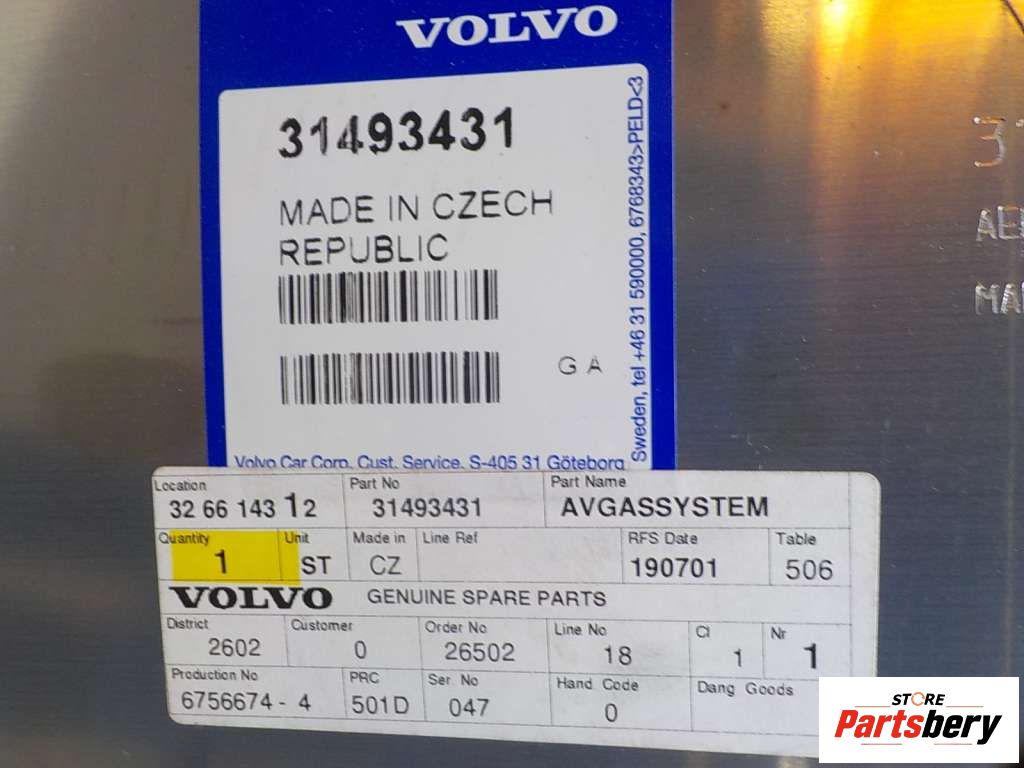 VOLVO
31493431
MADE IN CZECH
REPUBLIC
G A
Volvo Car Corp. Cust. Service. S-405 31 Göteborg
Sweden, tel +46 31 590000, 6768343>PELD<3
Location
32 66 143 12
Part No
31493431
Part Name
AVGASSYSTEM
Quantity
1
Unit
ST
Made in
CZ
Line Ref
RFS Date
190701
Table
506
VOLVO GENUINE SPARE PARTS
District
2602
Customer
0
Order No
26502
Line No
18
Cl
1
Nr
1
Production No
6756674 - 4
PRC
501D
Ser. No
047
Hand. Code
0
Dang Goods
STORE
Partsbery